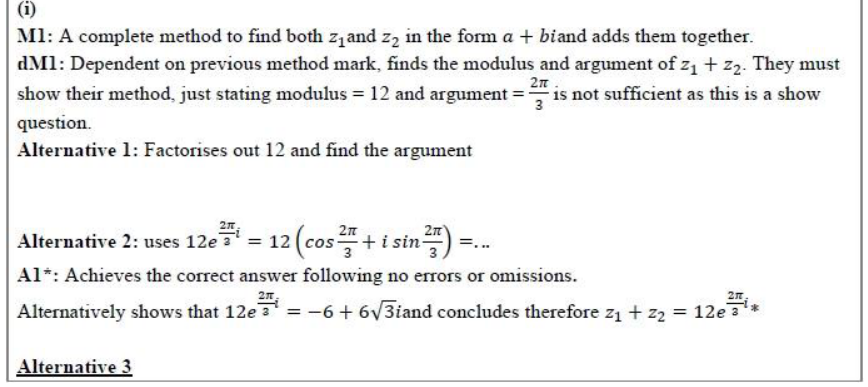 (i)
M1: A complete method to find both z₁and z₂ in the form a + biand adds them together.
dM1: Dependent on previous method mark, finds the modulus and argument of z₁ + z₂. They must
show their method, just stating modulus = 12 and argument = 2π/3 is not sufficient as this is a show
question.
Alternative 1: Factorises out 12 and find the argument
Alternative 2: uses 12e^(2π/3 i) = 12 (cos 2π/3 + i sin 2π/3) =...
A1*: Achieves the correct answer following no errors or omissions.
Alternatively shows that 12e^(2π/3 i) = −6 + 6√3iand concludes therefore z₁ + z₂ = 12e^(2π/3 i)*
Alternative 3